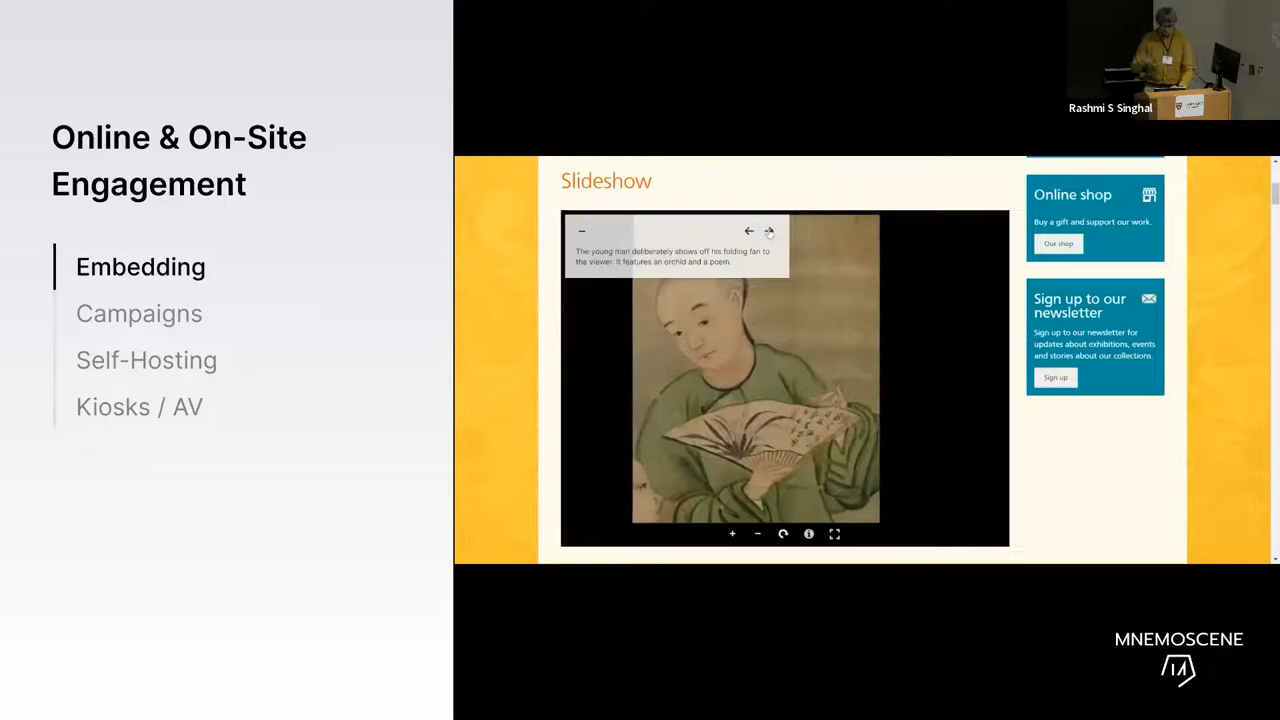 Online & On-Site
Engagement
Embedding
Campaigns
Self-Hosting
Kiosks / AV
Rashmi S Singhal
Slideshow
The young man deliberately shows off his folding fan to
the viewer. It features an orchid and a poem.
Online shop
Buy a gift and support our work.
Our shop
Sign up to our
newsletter
Sign up to our newsletter for
updates about exhibitions, events
and stories about our collections.
Sign up
MNEMOSCENE